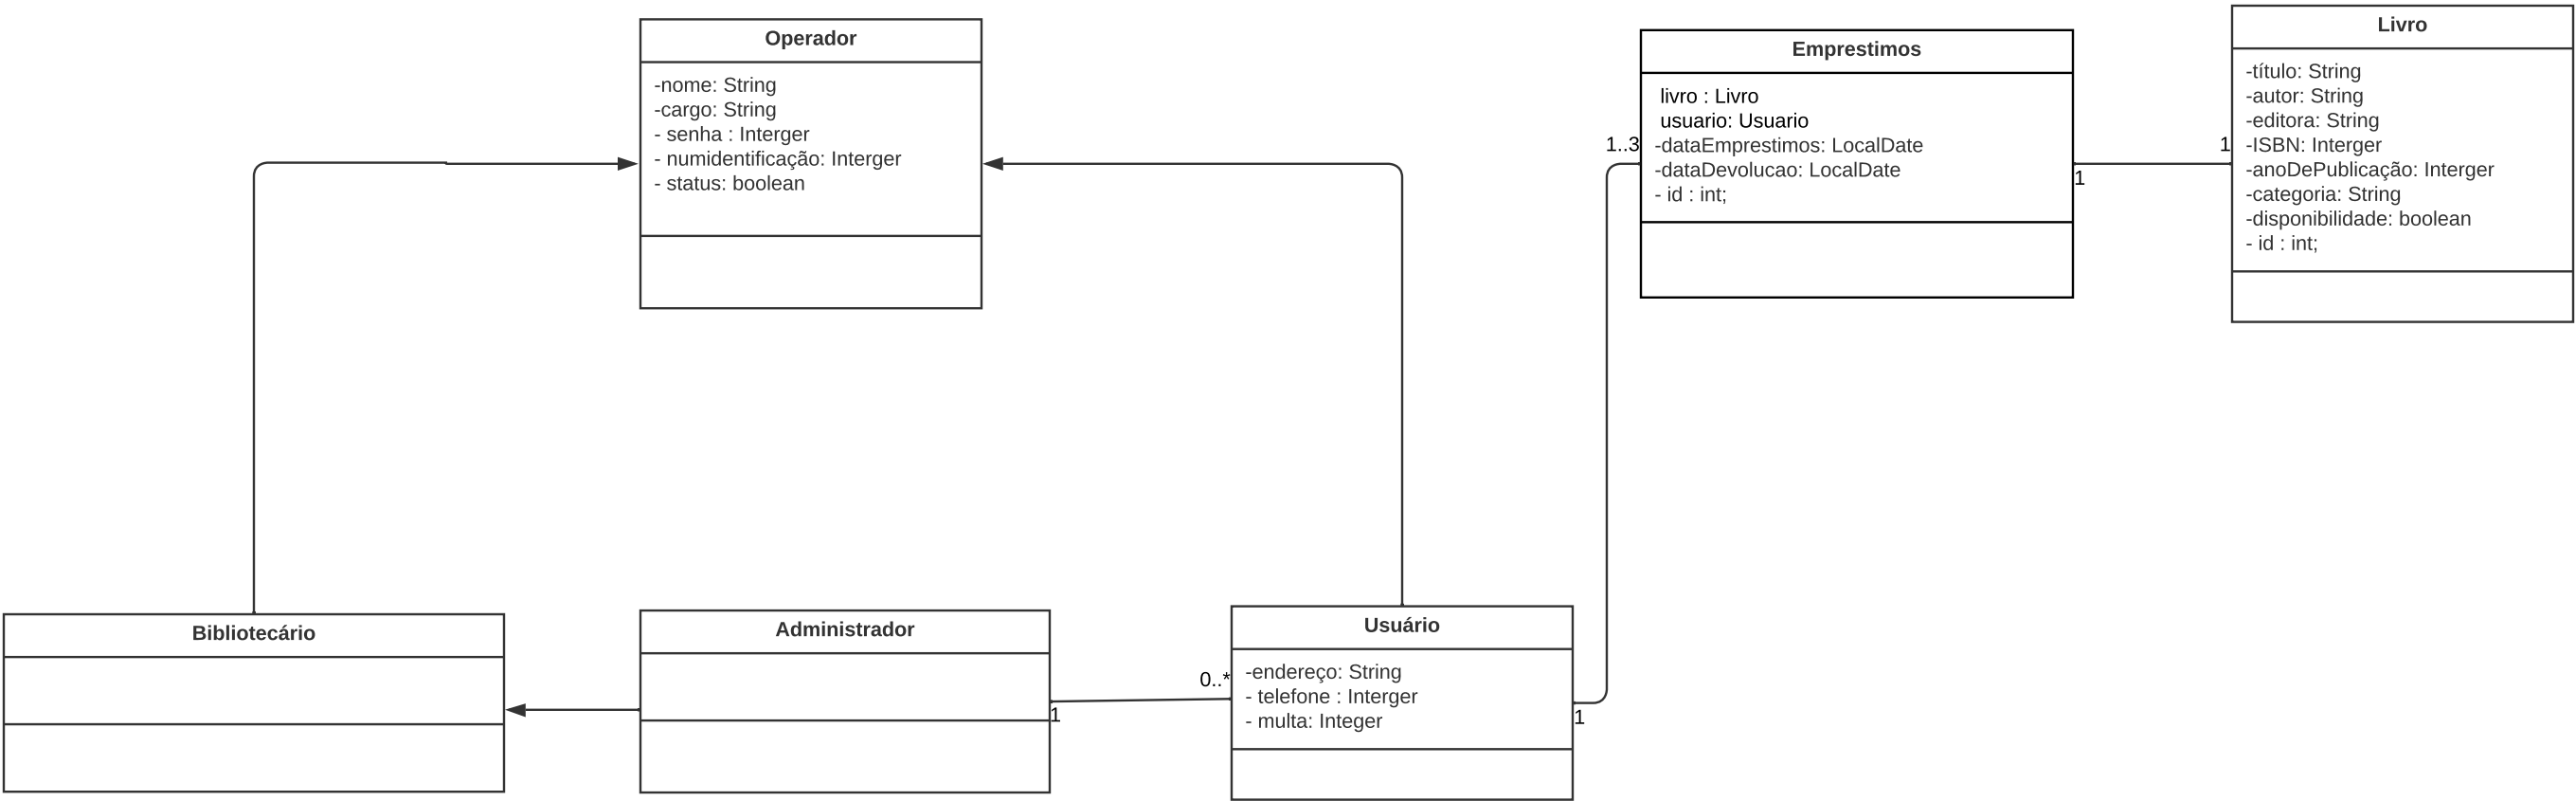 Operador
-nome: String
-cargo: String
- senha : Interger
- numidentificação: Interger
- status: boolean
Emprestimos
livro : Livro
usuario: Usuario
-dataEmprestimos: LocalDate
-dataDevolucao: LocalDate
- id : int;
1..3
1
1
Livro
-título: String
-autor: String
-editora: String
-ISBN: Interger
-anoDePublicação: Interger
-categoria: String
-disponibilidade: boolean
- id : int;
Bibliotecário
Administrador
1
0..*
Usuário
-endereço: String
- telefone : Interger
- multa: Integer
1